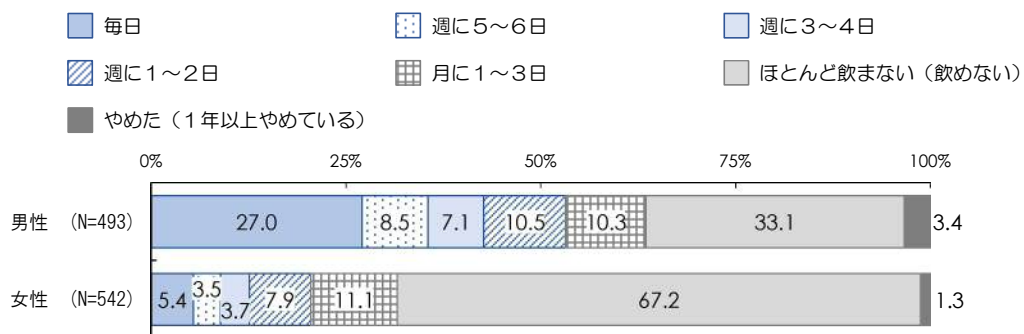 毎日 週に５～６日 週に３～４日
週に１～２日 月に１～３日 ほとんど飲まない（飲めない）
やめた（１年以上やめている）
0% 25% 50% 75% 100%
男性 (N=493) 27.0 8.5 7.1 10.5 10.3 33.1 3.4
女性 (N=542) 5.4 3.5 3.7 7.9 11.1 67.2 1.3